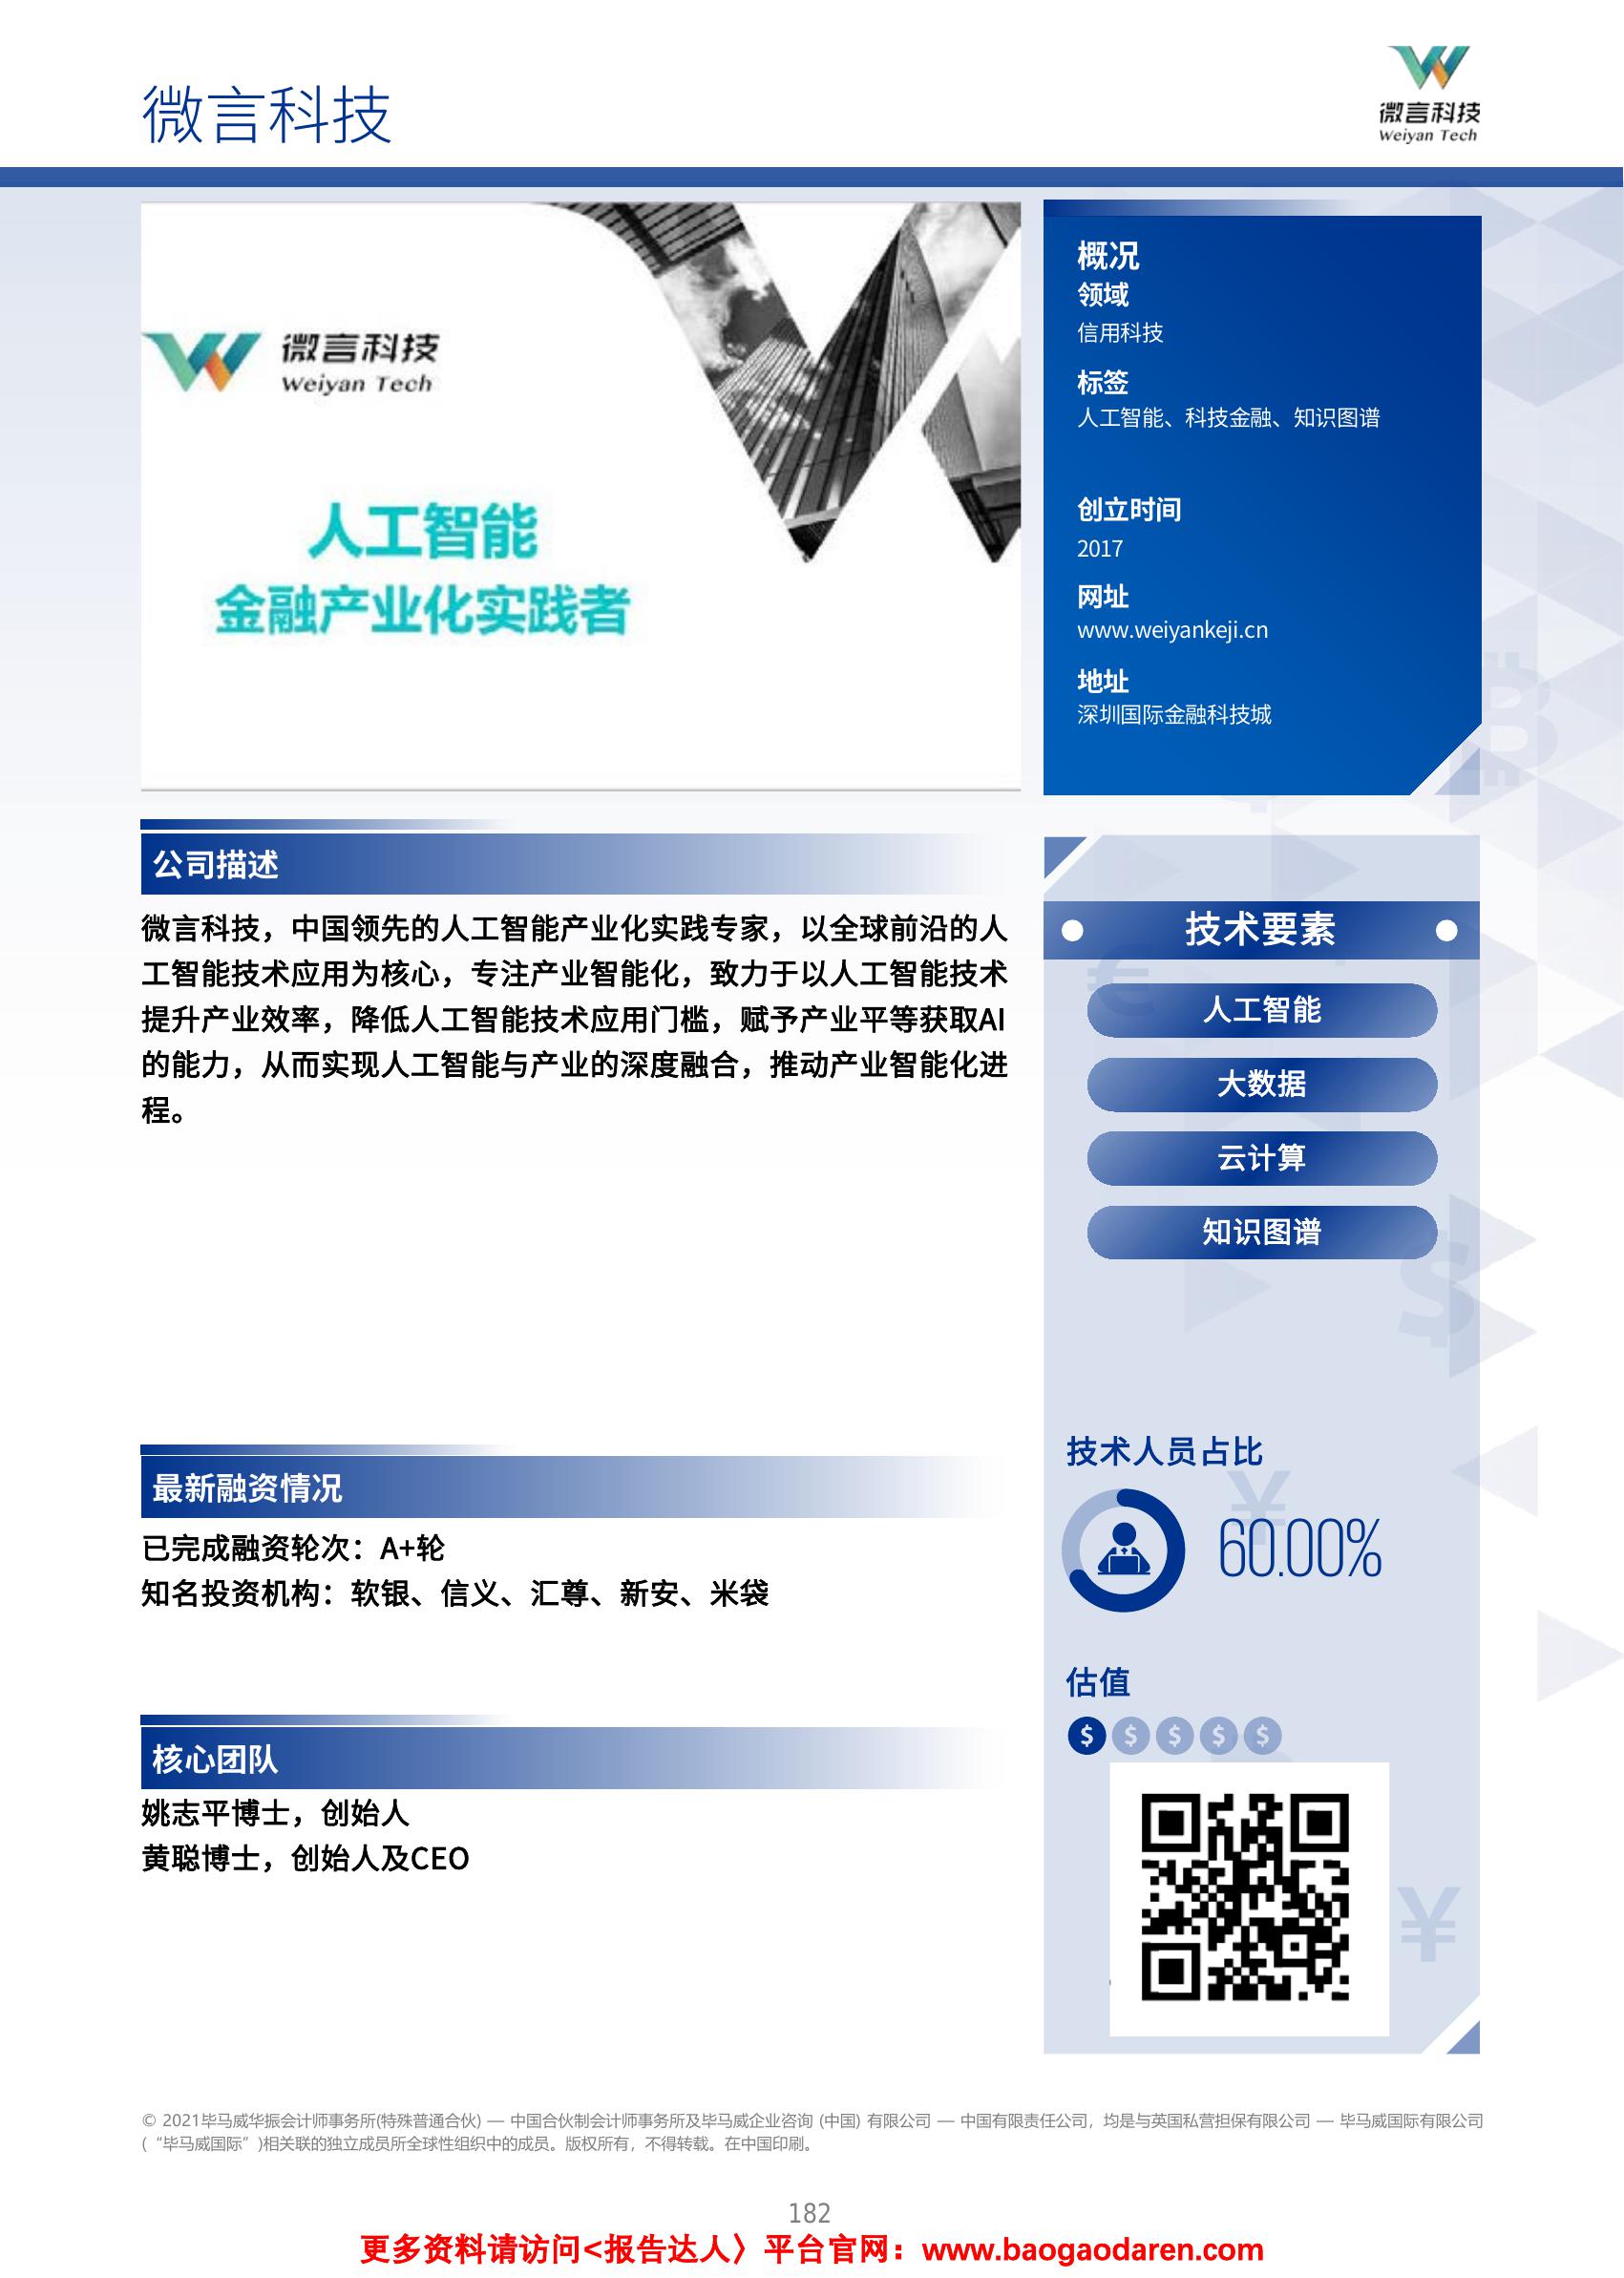 微言科技
微言科技
Weiyan Tech
微言科技
Weiyan Tech
人工智能
金融产业化实践者
概况
领域
信用科技
标签
人工智能、科技金融、知识图谱
创立时间
2017
网址
www.weiyankeji.cn
地址
深圳国际金融科技城
公司描述
微言科技，中国领先的人工智能产业化实践专家，以全球前沿的人
工智能技术应用为核心，专注产业智能化，致力于以人工智能技术
提升产业效率，降低人工智能技术应用门槛，赋予产业平等获取AI
的能力，从而实现人工智能与产业的深度融合，推动产业智能化进
程。
最新融资情况
已完成融资轮次：A+轮
知名投资机构：软银、信义、汇尊、新安、米袋
核心团队
姚志平博士，创始人
黄聪博士，创始人及CEO
技术要素
人工智能
大数据
云计算
知识图谱
技术人员占比
60.00%
估值
© 2021毕马威华振会计师事务所(特殊普通合伙) — 中国合伙制会计师事务所及毕马威企业咨询 (中国) 有限公司 — 中国有限责任公司，均是与英国私营担保有限公司 — 毕马威国际有限公司
(“毕马威国际”)相关联的独立成员所全球性组织中的成员。版权所有，不得转载。在中国印刷。
182
更多资料请访问<报告达人〉平台官网：www.baogaodaren.com